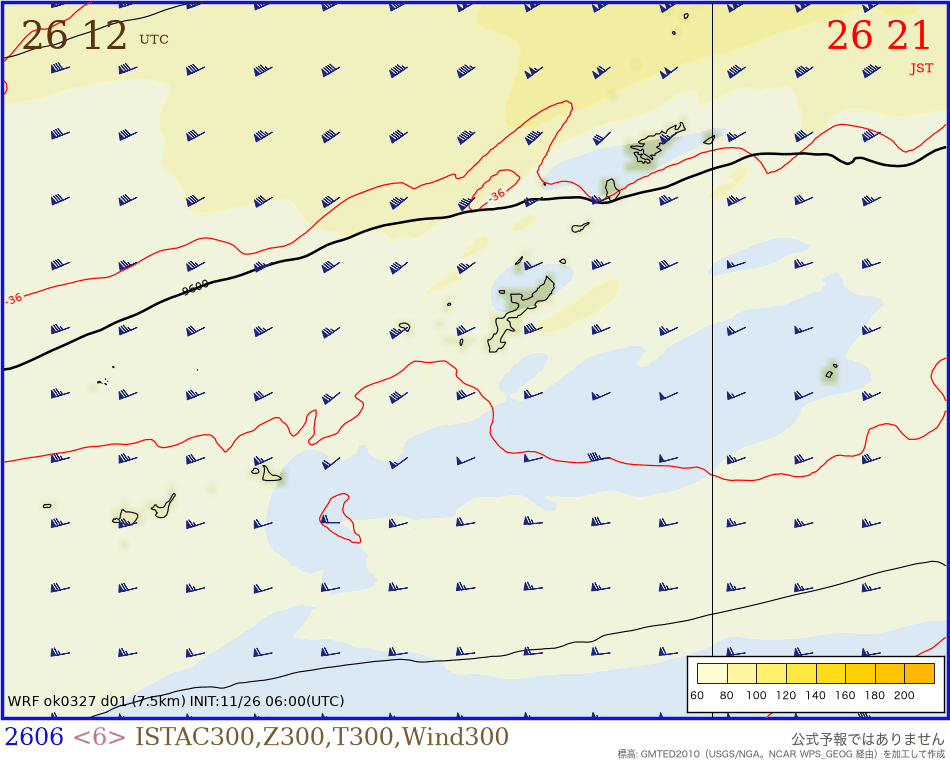 26 12 UTC
26 21
JST
-36
-36
9600
WRF ok0327 d01 (7.5km) INIT:11/26 06:00(UTC)
60 80 100 120 140 160 180 200
2606 <6> ISTAC300,Z300,T300,Wind300
公式予報ではありません
標高: GMTED2010（USGS/NGA。NCAR WPS_GEOG 経由）を加工して作成